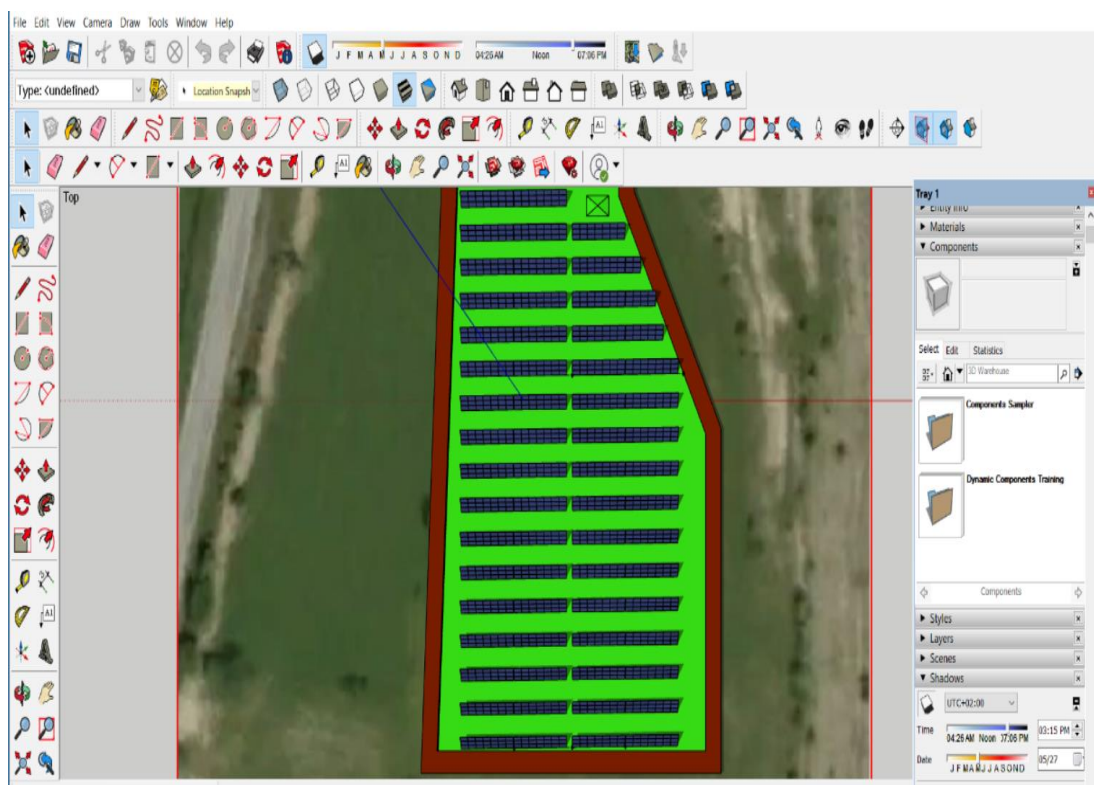 File Edit View Camera Draw Tools Window Help
J F M A M J J A S O N D 04:26 AM Noon 07:06 PM
Type: <undefined> Location Snapsh
A1
A1
Top
Tray 1
Entity Info
Materials
Components
Select Edit Statistics
3D Warehouse
Components Sampler
Dynamic Components Training
A1
Components
Styles
Layers
Scenes
Shadows
UTC+02:00
Time 04:26 AM Noon 07:06 PM 03:15 PM
Date J F M A M J J A S O N D 05/27